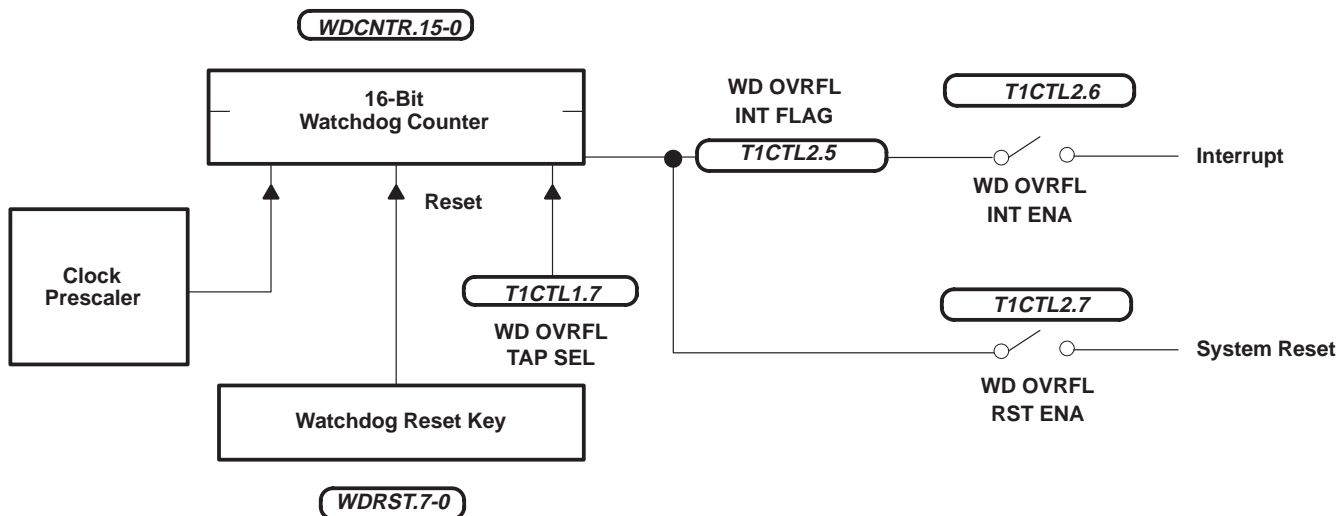 WDCNTR.15-0
16-Bit
Watchdog Counter
WD OVRFL
INT FLAG
T1CTL2.5
T1CTL2.6
Interrupt
WD OVRFL
INT ENA
Reset
Clock
Prescaler
T1CTL1.7
WD OVRFL
TAP SEL
T1CTL2.7
System Reset
WD OVRFL
RST ENA
Watchdog Reset Key
WDRST.7-0